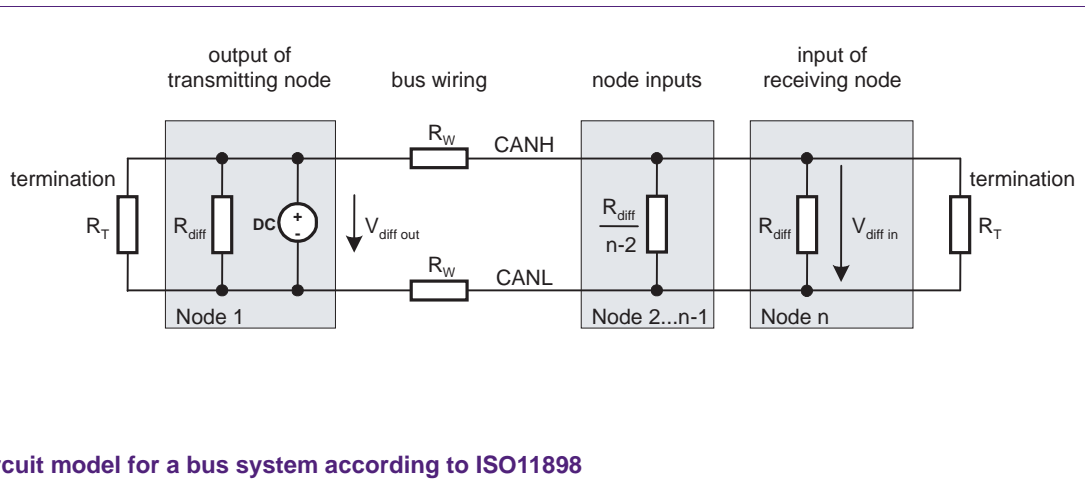 output of
transmitting node
bus wiring
node inputs
input of
receiving node
termination
R_T
R_diff
DC
+
-
V_diff out
R_W
CANH
R_W
CANL
R_diff
n-2
R_diff
V_diff in
termination
R_T
Node 1
Node 2...n-1
Node n
rcuit model for a bus system according to ISO11898